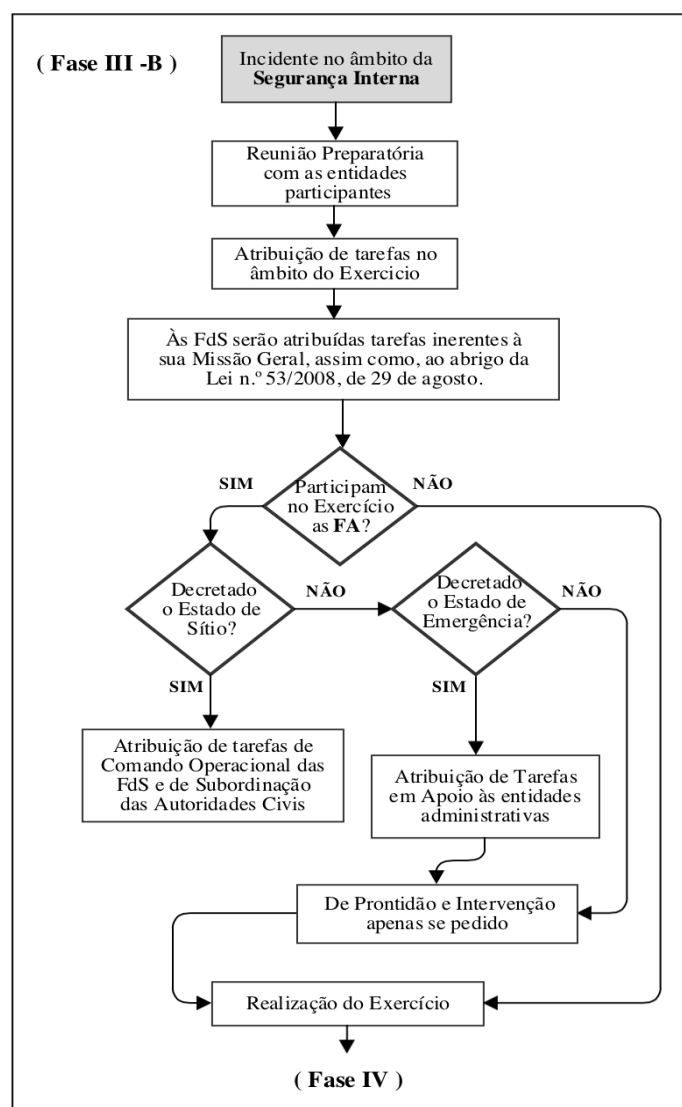 ( Fase III -B )
Incidente no âmbito da
Segurança Interna
Reunião Preparatória
com as entidades
participantes
Atribuição de tarefas no
âmbito do Exercicio
Às FdS serão atribuídas tarefas inerentes à
sua Missão Geral, assim como, ao abrigo da
Lei n.º 53/2008, de 29 de agosto.
SIM
Participam
no Exercício
as FA?
NÃO
Decretado
o Estado de
Sítio?
NÃO
Decretado
o Estado de
Emergência?
NÃO
SIM
SIM
Atribuição de tarefas de
Comando Operacional das
FdS e de Subordinação
das Autoridades Civis
Atribuição de Tarefas
em Apoio às entidades
administrativas
De Prontidão e Intervenção
apenas se pedido
Realização do Exercício
( Fase IV )